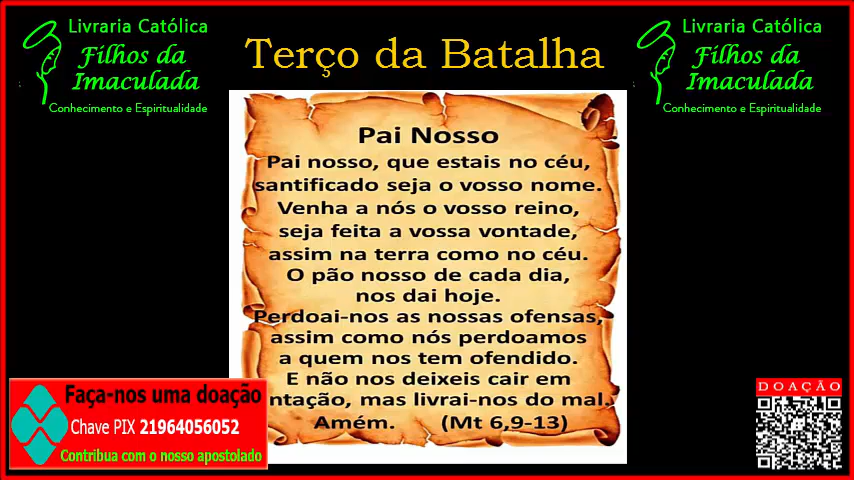 Livraria Católica
Filhos da
Imaculada
Conhecimento e Espiritualidade
Terço da Batalha
Livraria Católica
Filhos da
Imaculada
Conhecimento e Espiritualidade
Pai Nosso
Pai nosso, que estais no céu,
santificado seja o vosso nome.
Venha a nós o vosso reino,
seja feita a vossa vontade,
assim na terra como no céu.
O pão nosso de cada dia,
nos dai hoje.
Perdoai-nos as nossas ofensas,
assim como nós perdoamos
a quem nos tem ofendido.
E não nos deixeis cair em
ntação, mas livrai-nos do mal.
Amém. (Mt 6,9-13)
Faça-nos uma doação
Chave PIX 21964056052
Contribua com o nosso apostolado
DOAÇÃO